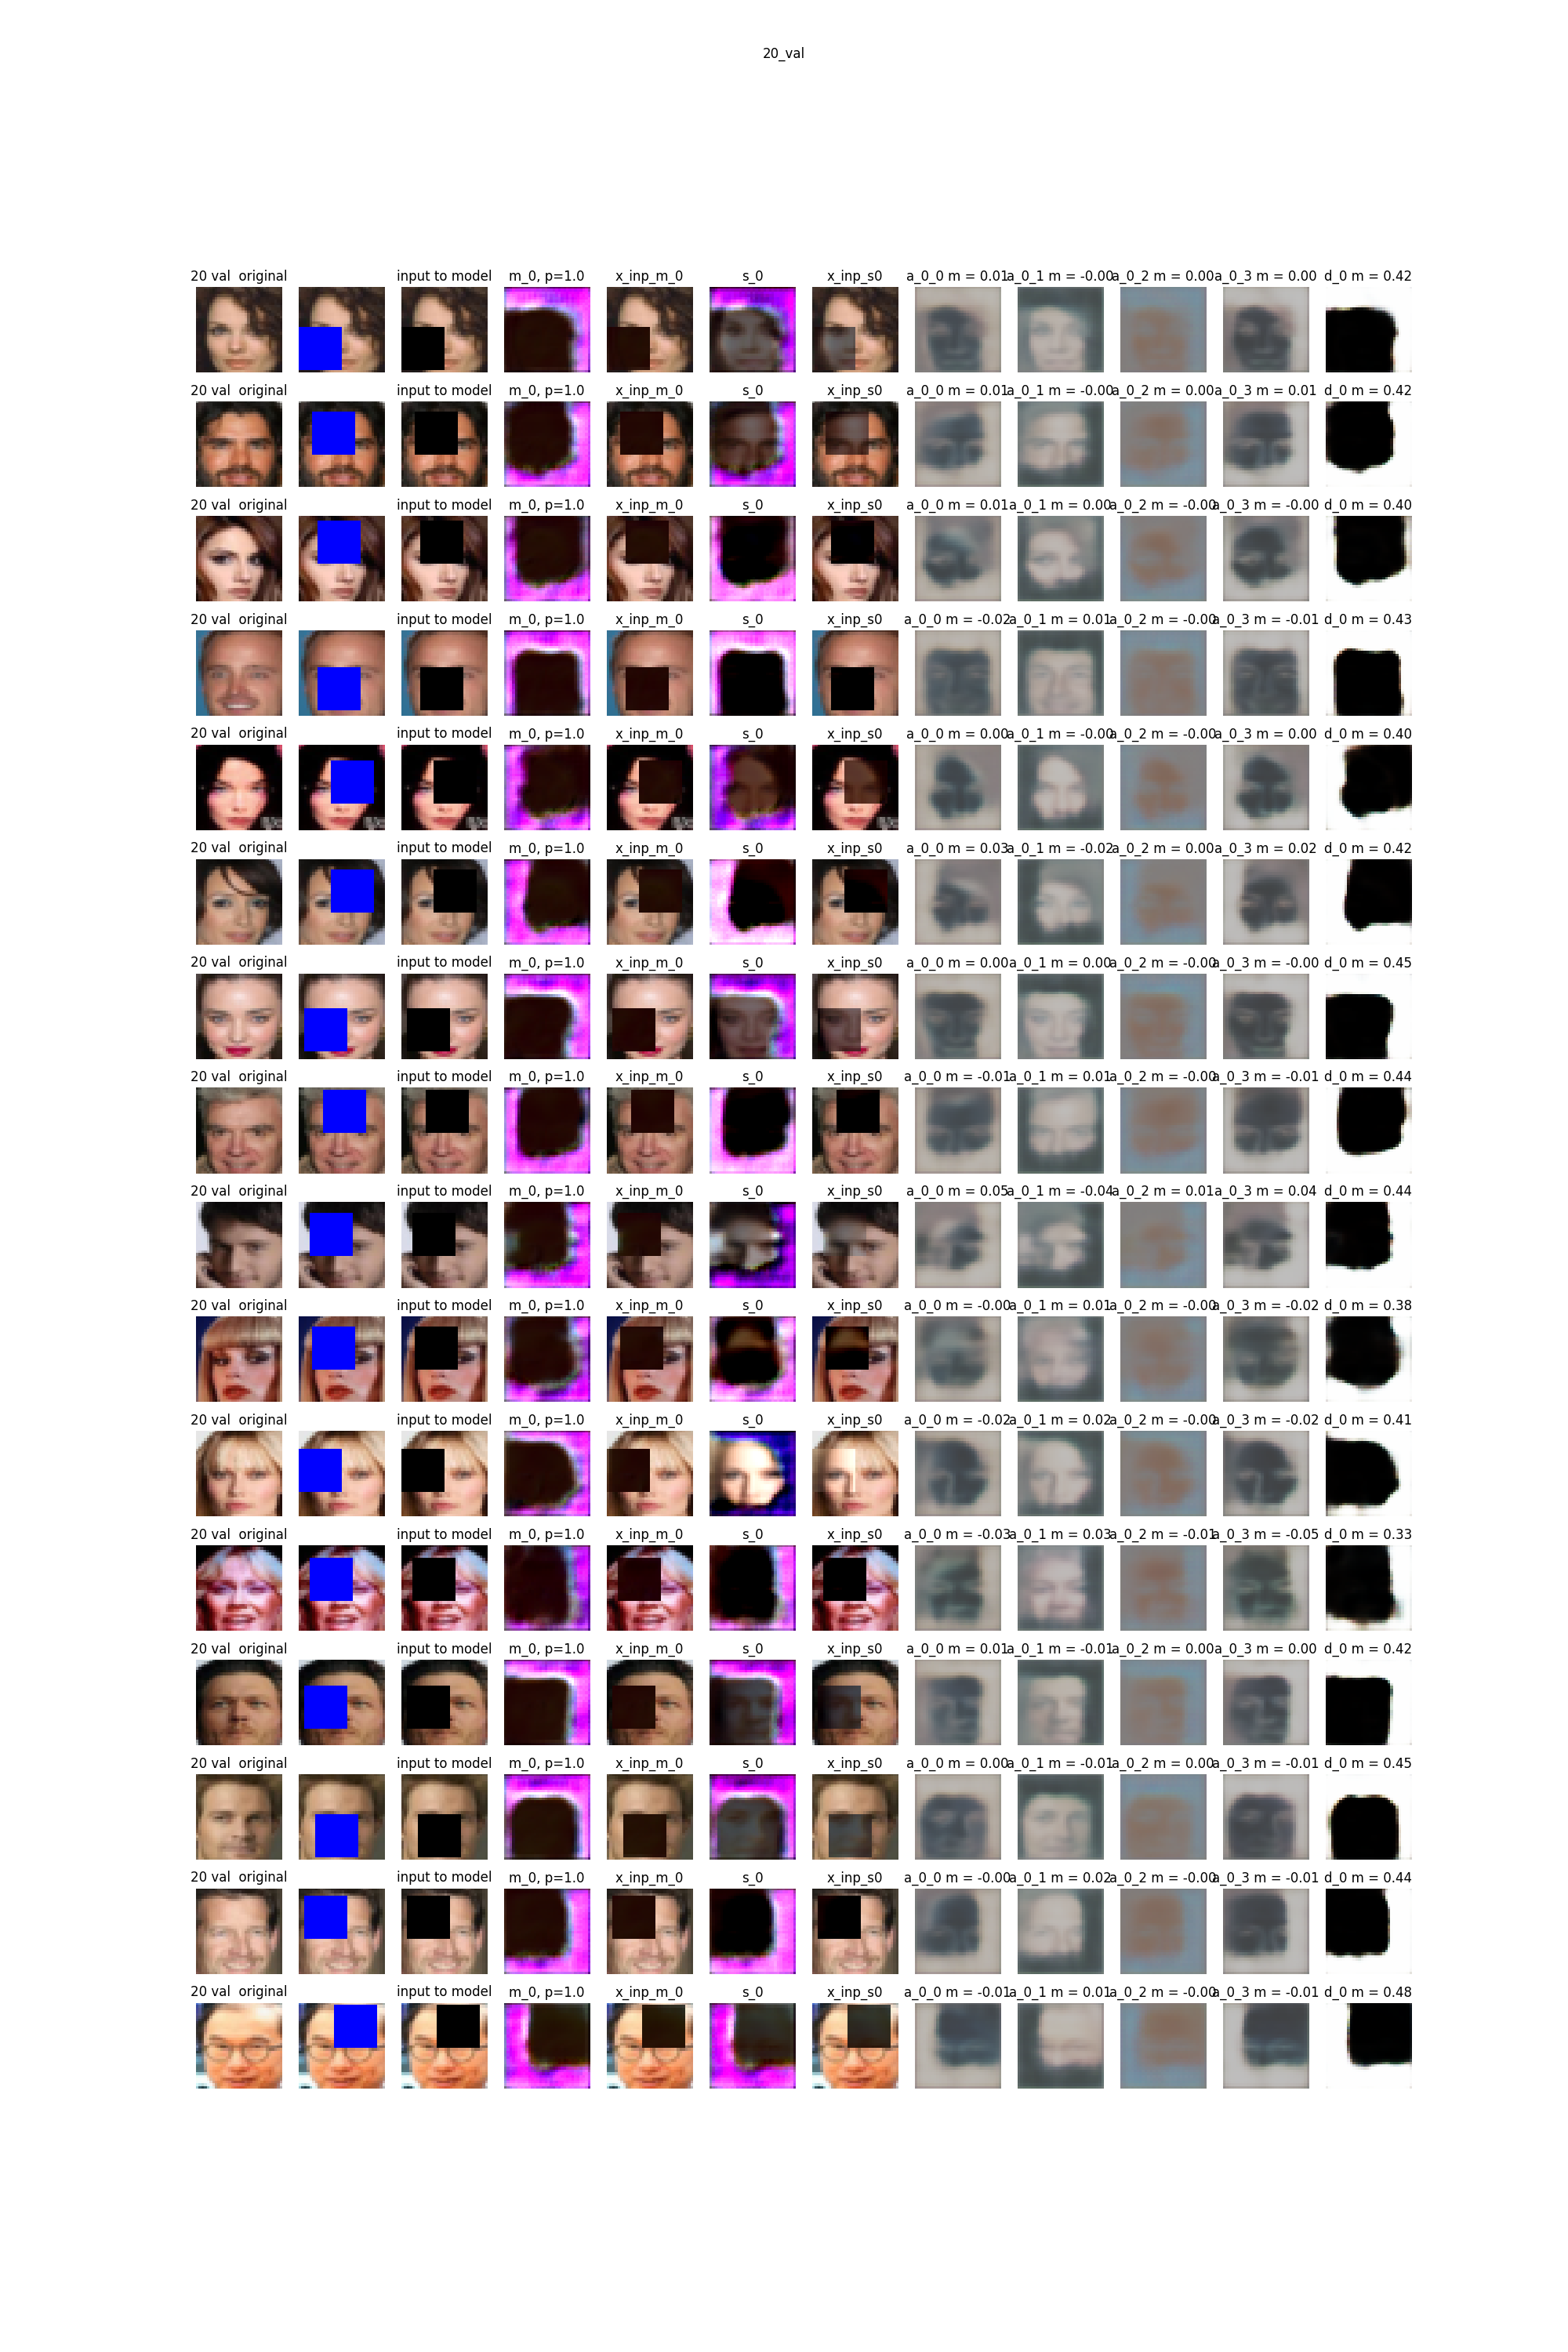 20_val
20 val original input to model m_0, p=1.0 x_inp_m_0 s_0 x_inp_s0 a_0_0 m = 0.01 a_0_1 m = -0.00 a_0_2 m = 0.00 a_0_3 m = 0.00 d_0 m = 0.42
20 val original input to model m_0, p=1.0 x_inp_m_0 s_0 x_inp_s0 a_0_0 m = 0.01 a_0_1 m = -0.00 a_0_2 m = 0.00 a_0_3 m = 0.01 d_0 m = 0.42
20 val original input to model m_0, p=1.0 x_inp_m_0 s_0 x_inp_s0 a_0_0 m = 0.01 a_0_1 m = 0.00 a_0_2 m = -0.00 a_0_3 m = -0.00 d_0 m = 0.40
20 val original input to model m_0, p=1.0 x_inp_m_0 s_0 x_inp_s0 a_0_0 m = -0.02 a_0_1 m = 0.01 a_0_2 m = -0.00 a_0_3 m = -0.01 d_0 m = 0.43
20 val original input to model m_0, p=1.0 x_inp_m_0 s_0 x_inp_s0 a_0_0 m = 0.00 a_0_1 m = -0.00 a_0_2 m = -0.00 a_0_3 m = 0.00 d_0 m = 0.40
20 val original input to model m_0, p=1.0 x_inp_m_0 s_0 x_inp_s0 a_0_0 m = 0.03 a_0_1 m = -0.02 a_0_2 m = 0.00 a_0_3 m = 0.02 d_0 m = 0.42
20 val original input to model m_0, p=1.0 x_inp_m_0 s_0 x_inp_s0 a_0_0 m = 0.00 a_0_1 m = 0.00 a_0_2 m = -0.00 a_0_3 m = -0.00 d_0 m = 0.45
20 val original input to model m_0, p=1.0 x_inp_m_0 s_0 x_inp_s0 a_0_0 m = -0.01 a_0_1 m = 0.01 a_0_2 m = -0.00 a_0_3 m = -0.01 d_0 m = 0.44
20 val original input to model m_0, p=1.0 x_inp_m_0 s_0 x_inp_s0 a_0_0 m = 0.05 a_0_1 m = -0.04 a_0_2 m = 0.01 a_0_3 m = 0.04 d_0 m = 0.44
20 val original input to model m_0, p=1.0 x_inp_m_0 s_0 x_inp_s0 a_0_0 m = -0.00 a_0_1 m = 0.01 a_0_2 m = -0.00 a_0_3 m = -0.02 d_0 m = 0.38
20 val original input to model m_0, p=1.0 x_inp_m_0 s_0 x_inp_s0 a_0_0 m = -0.02 a_0_1 m = 0.02 a_0_2 m = -0.00 a_0_3 m = -0.02 d_0 m = 0.41
20 val original input to model m_0, p=1.0 x_inp_m_0 s_0 x_inp_s0 a_0_0 m = -0.03 a_0_1 m = 0.03 a_0_2 m = -0.01 a_0_3 m = -0.05 d_0 m = 0.33
20 val original input to model m_0, p=1.0 x_inp_m_0 s_0 x_inp_s0 a_0_0 m = 0.01 a_0_1 m = -0.01 a_0_2 m = 0.00 a_0_3 m = 0.00 d_0 m = 0.42
20 val original input to model m_0, p=1.0 x_inp_m_0 s_0 x_inp_s0 a_0_0 m = 0.00 a_0_1 m = -0.01 a_0_2 m = 0.00 a_0_3 m = -0.01 d_0 m = 0.45
20 val original input to model m_0, p=1.0 x_inp_m_0 s_0 x_inp_s0 a_0_0 m = -0.00 a_0_1 m = 0.02 a_0_2 m = -0.00 a_0_3 m = -0.01 d_0 m = 0.44
20 val original input to model m_0, p=1.0 x_inp_m_0 s_0 x_inp_s0 a_0_0 m = -0.01 a_0_1 m = 0.01 a_0_2 m = -0.00 a_0_3 m = -0.01 d_0 m = 0.48